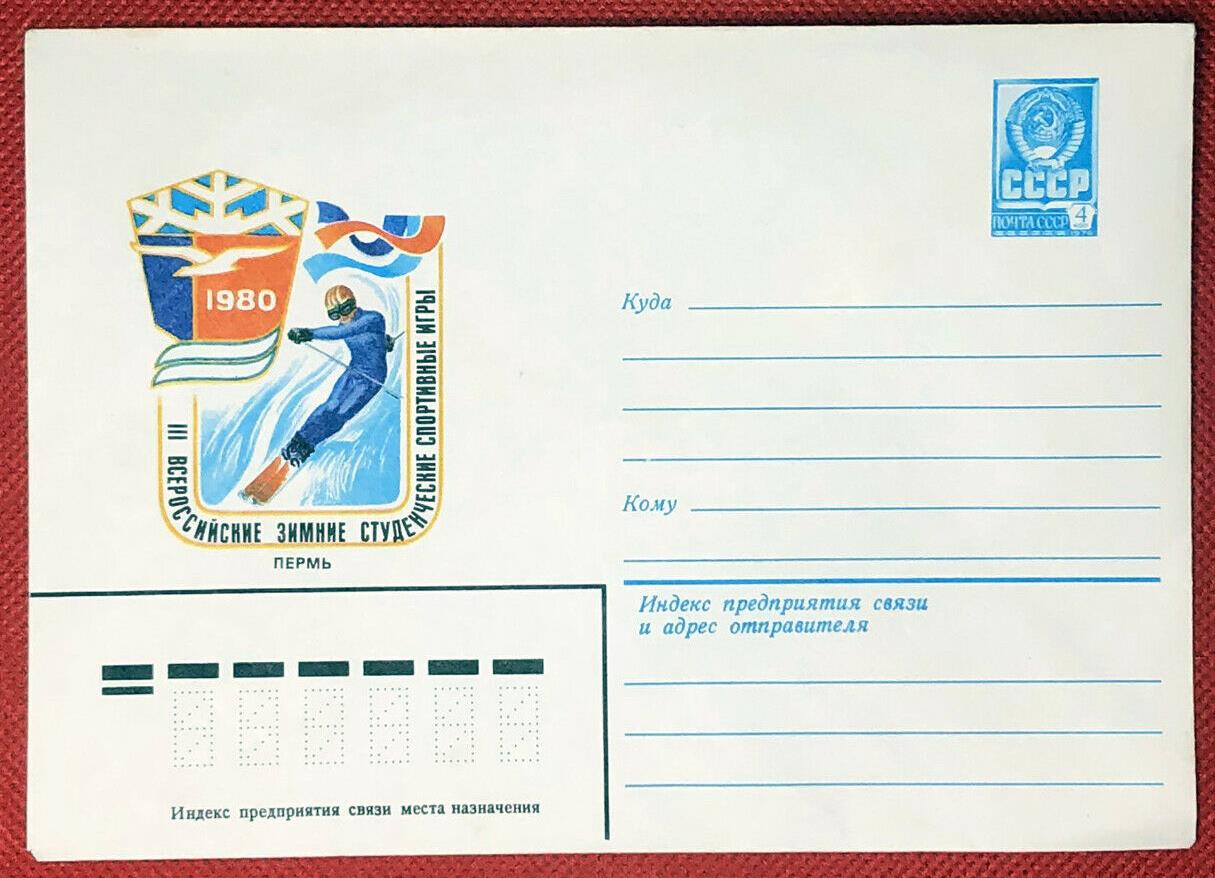 1980
III ВСЕРОССИЙСКИЕ ЗИМНИЕ СТУДЕНЧЕСКИЕ СПОРТИВНЫЕ ИГРЫ
ПЕРМЬ
СССР
ПОЧТА СССР 4
1976
Куда
Кому
Индекс предприятия связи
и адрес отправителя
Индекс предприятия связи места назначения